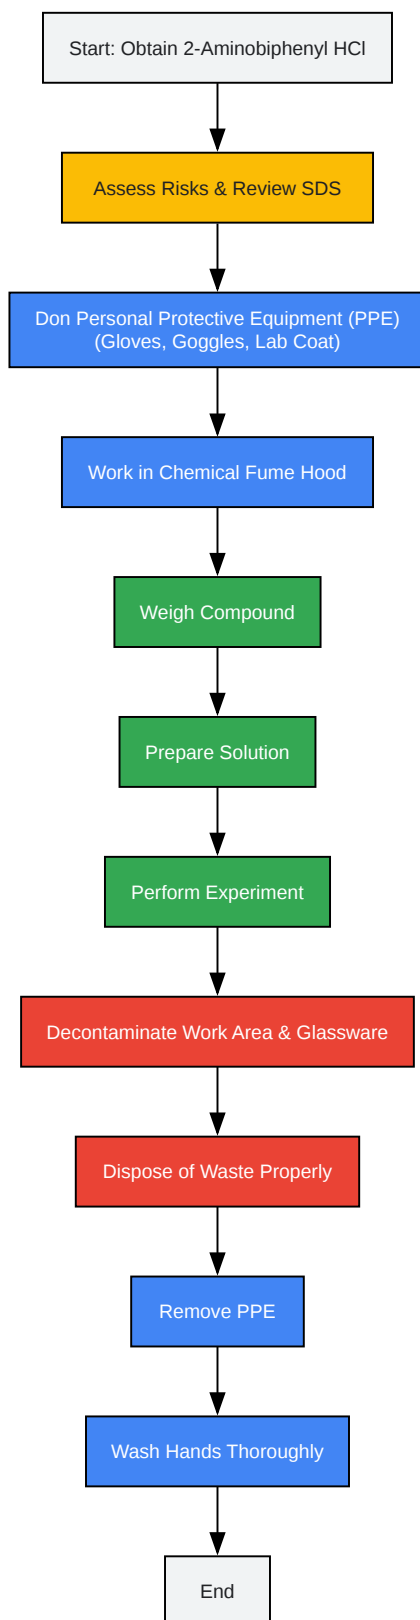 Start: Obtain 2-Aminobiphenyl HCl
Assess Risks & Review SDS
Don Personal Protective Equipment (PPE)
(Gloves, Goggles, Lab Coat)
Work in Chemical Fume Hood
Weigh Compound
Prepare Solution
Perform Experiment
Decontaminate Work Area & Glassware
Dispose of Waste Properly
Remove PPE
Wash Hands Thoroughly
End